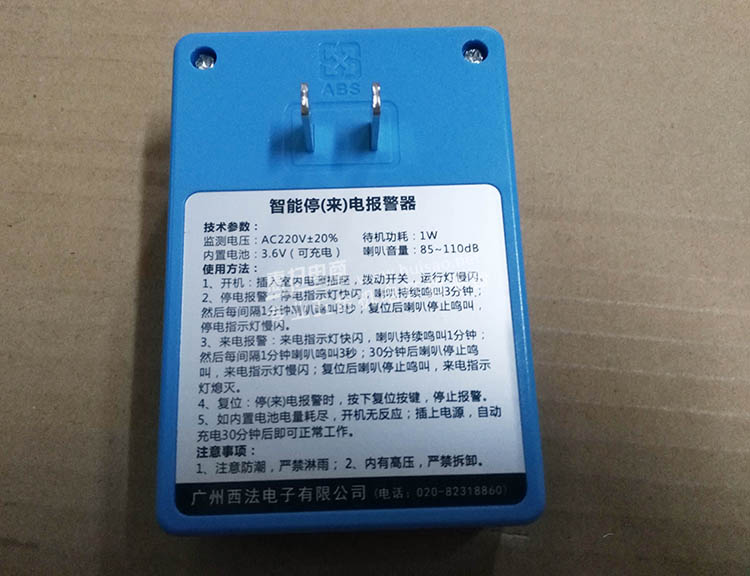 ABS
智能停(来)电报警器
技术参数：
监测电压：AC220V±20% 待机功耗：1W
内置电池：3.6V（可充电） 喇叭音量：85~110dB
使用方法：
1、开机：插入室内电源插座，拨动开关，运行灯慢闪。
2、停电报警：停电指示灯快闪，喇叭持续鸣叫3分钟；
然后每间隔1分钟喇叭鸣叫3秒；复位后喇叭停止鸣叫，
停电指示灯慢闪。
3、来电报警：来电指示灯快闪，喇叭持续鸣叫1分钟；
然后每间隔1分钟喇叭鸣叫3秒；30分钟后喇叭停止鸣
叫，来电指示灯慢闪；复位后喇叭停止鸣叫，来电指示
灯熄灭。
4、复位：停(来)电报警时，按下复位按键，停止报警。
5、如内置电池电量耗尽，开机无反应；插上电源，自动
充电30分钟后即可正常工作。
注意事项：
1、注意防潮，严禁淋雨； 2、内有高压，严禁拆卸。
广州西法电子有限公司（电话：020-82318860）